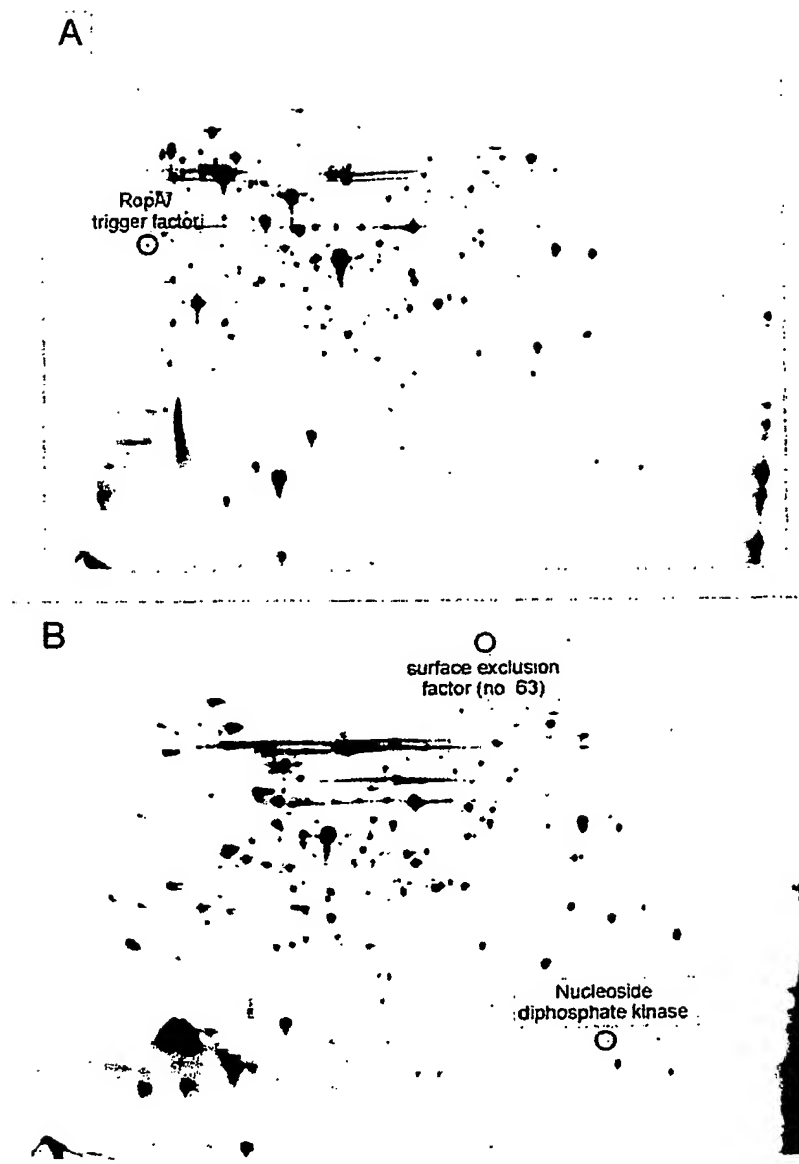 A
RopA/
trigger factor
B
surface exclusion
factor (no 63)
Nucleoside
diphosphate kinase